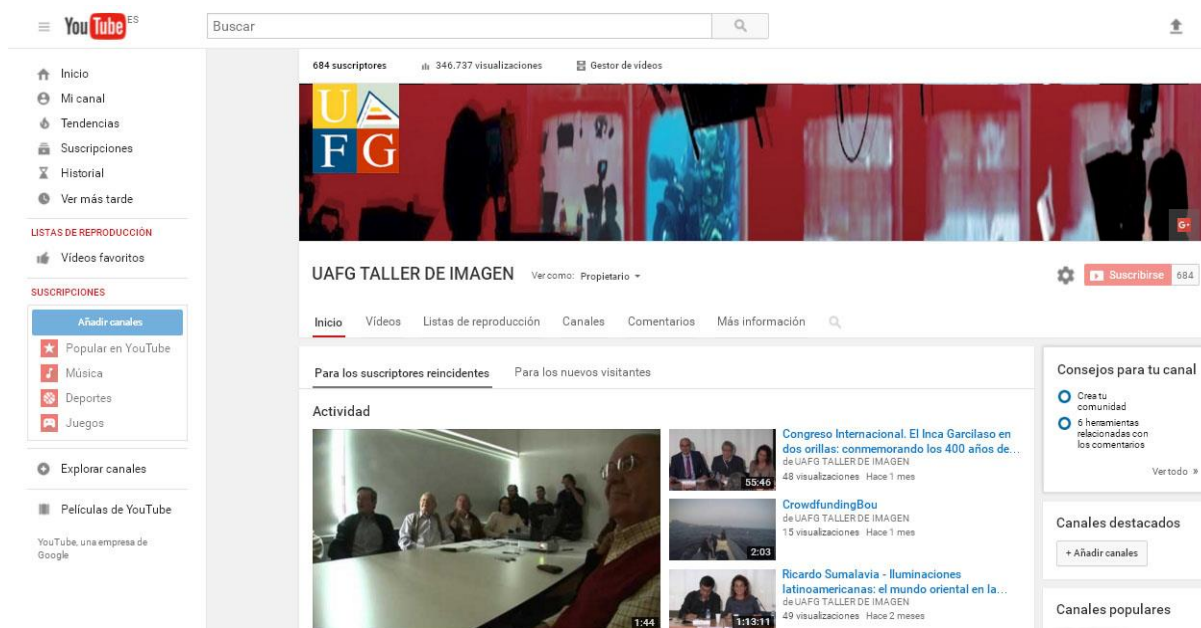 YouTube ES
Buscar
Inicio
Mi canal
Tendencias
Suscripciones
Historial
Ver más tarde
LISTAS DE REPRODUCCIÓN
Vídeos favoritos
SUSCRIPCIONES
Añadir canales
Popular en YouTube
Música
Deportes
Juegos
Explorar canales
Películas de YouTube
YouTube, una empresa de
Google
684 suscriptores 346.737 visualizaciones Gestor de vídeos
UA
FG
G+
UAFG TALLER DE IMAGEN Ver como: Propietario
Suscribirse 684
Inicio Vídeos Listas de reproducción Canales Comentarios Más información
Para los suscriptores reincidentes Para los nuevos visitantes
Actividad
1:44
55:46
Congreso Internacional. El Inca Garcilaso en
dos orillas: conmemorando los 400 años de...
de UAFG TALLER DE IMAGEN
48 visualizaciones Hace 1 mes
2:03
CrowdfundingBou
de UAFG TALLER DE IMAGEN
15 visualizaciones Hace 1 mes
1:13:11
Ricardo Sumalavia - Iluminaciones
latinoamericanas: el mundo oriental en la...
de UAFG TALLER DE IMAGEN
49 visualizaciones Hace 2 meses
Consejos para tu canal
Crea tu
comunidad
6 herramientas
relacionadas con
los comentarios
Ver todo »
Canales destacados
+ Añadir canales
Canales populares